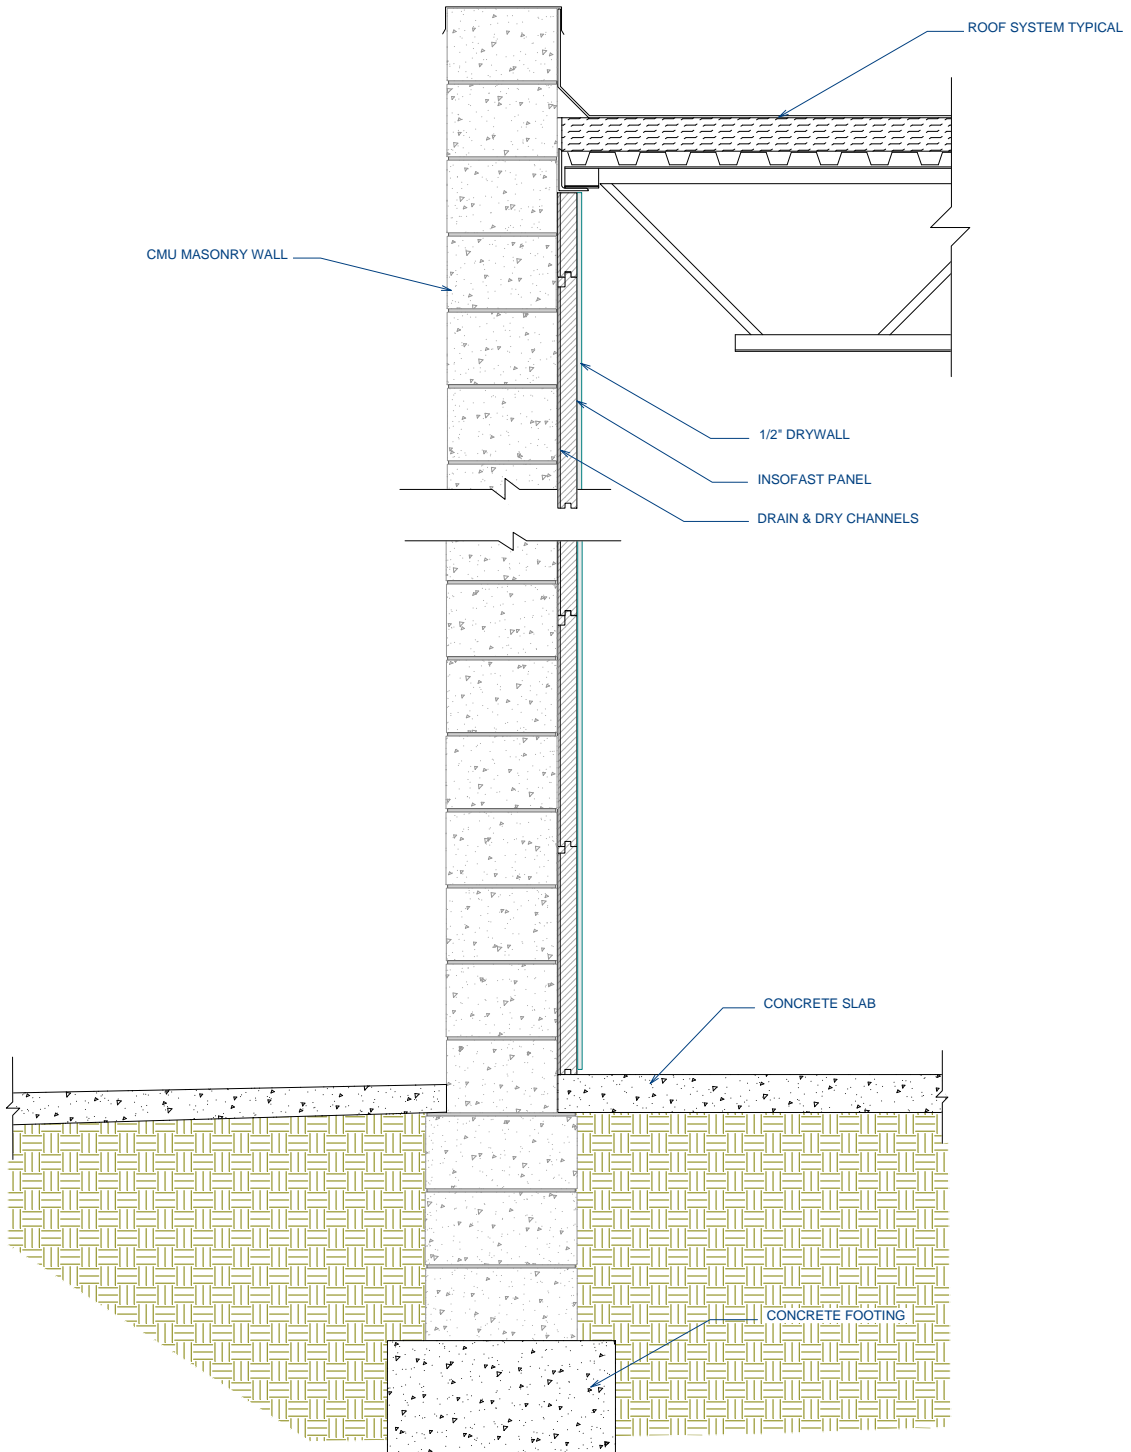 ROOF SYSTEM TYPICAL
CMU MASONRY WALL
1/2" DRYWALL
INSOFAST PANEL
DRAIN & DRY CHANNELS
CONCRETE SLAB
CONCRETE FOOTING